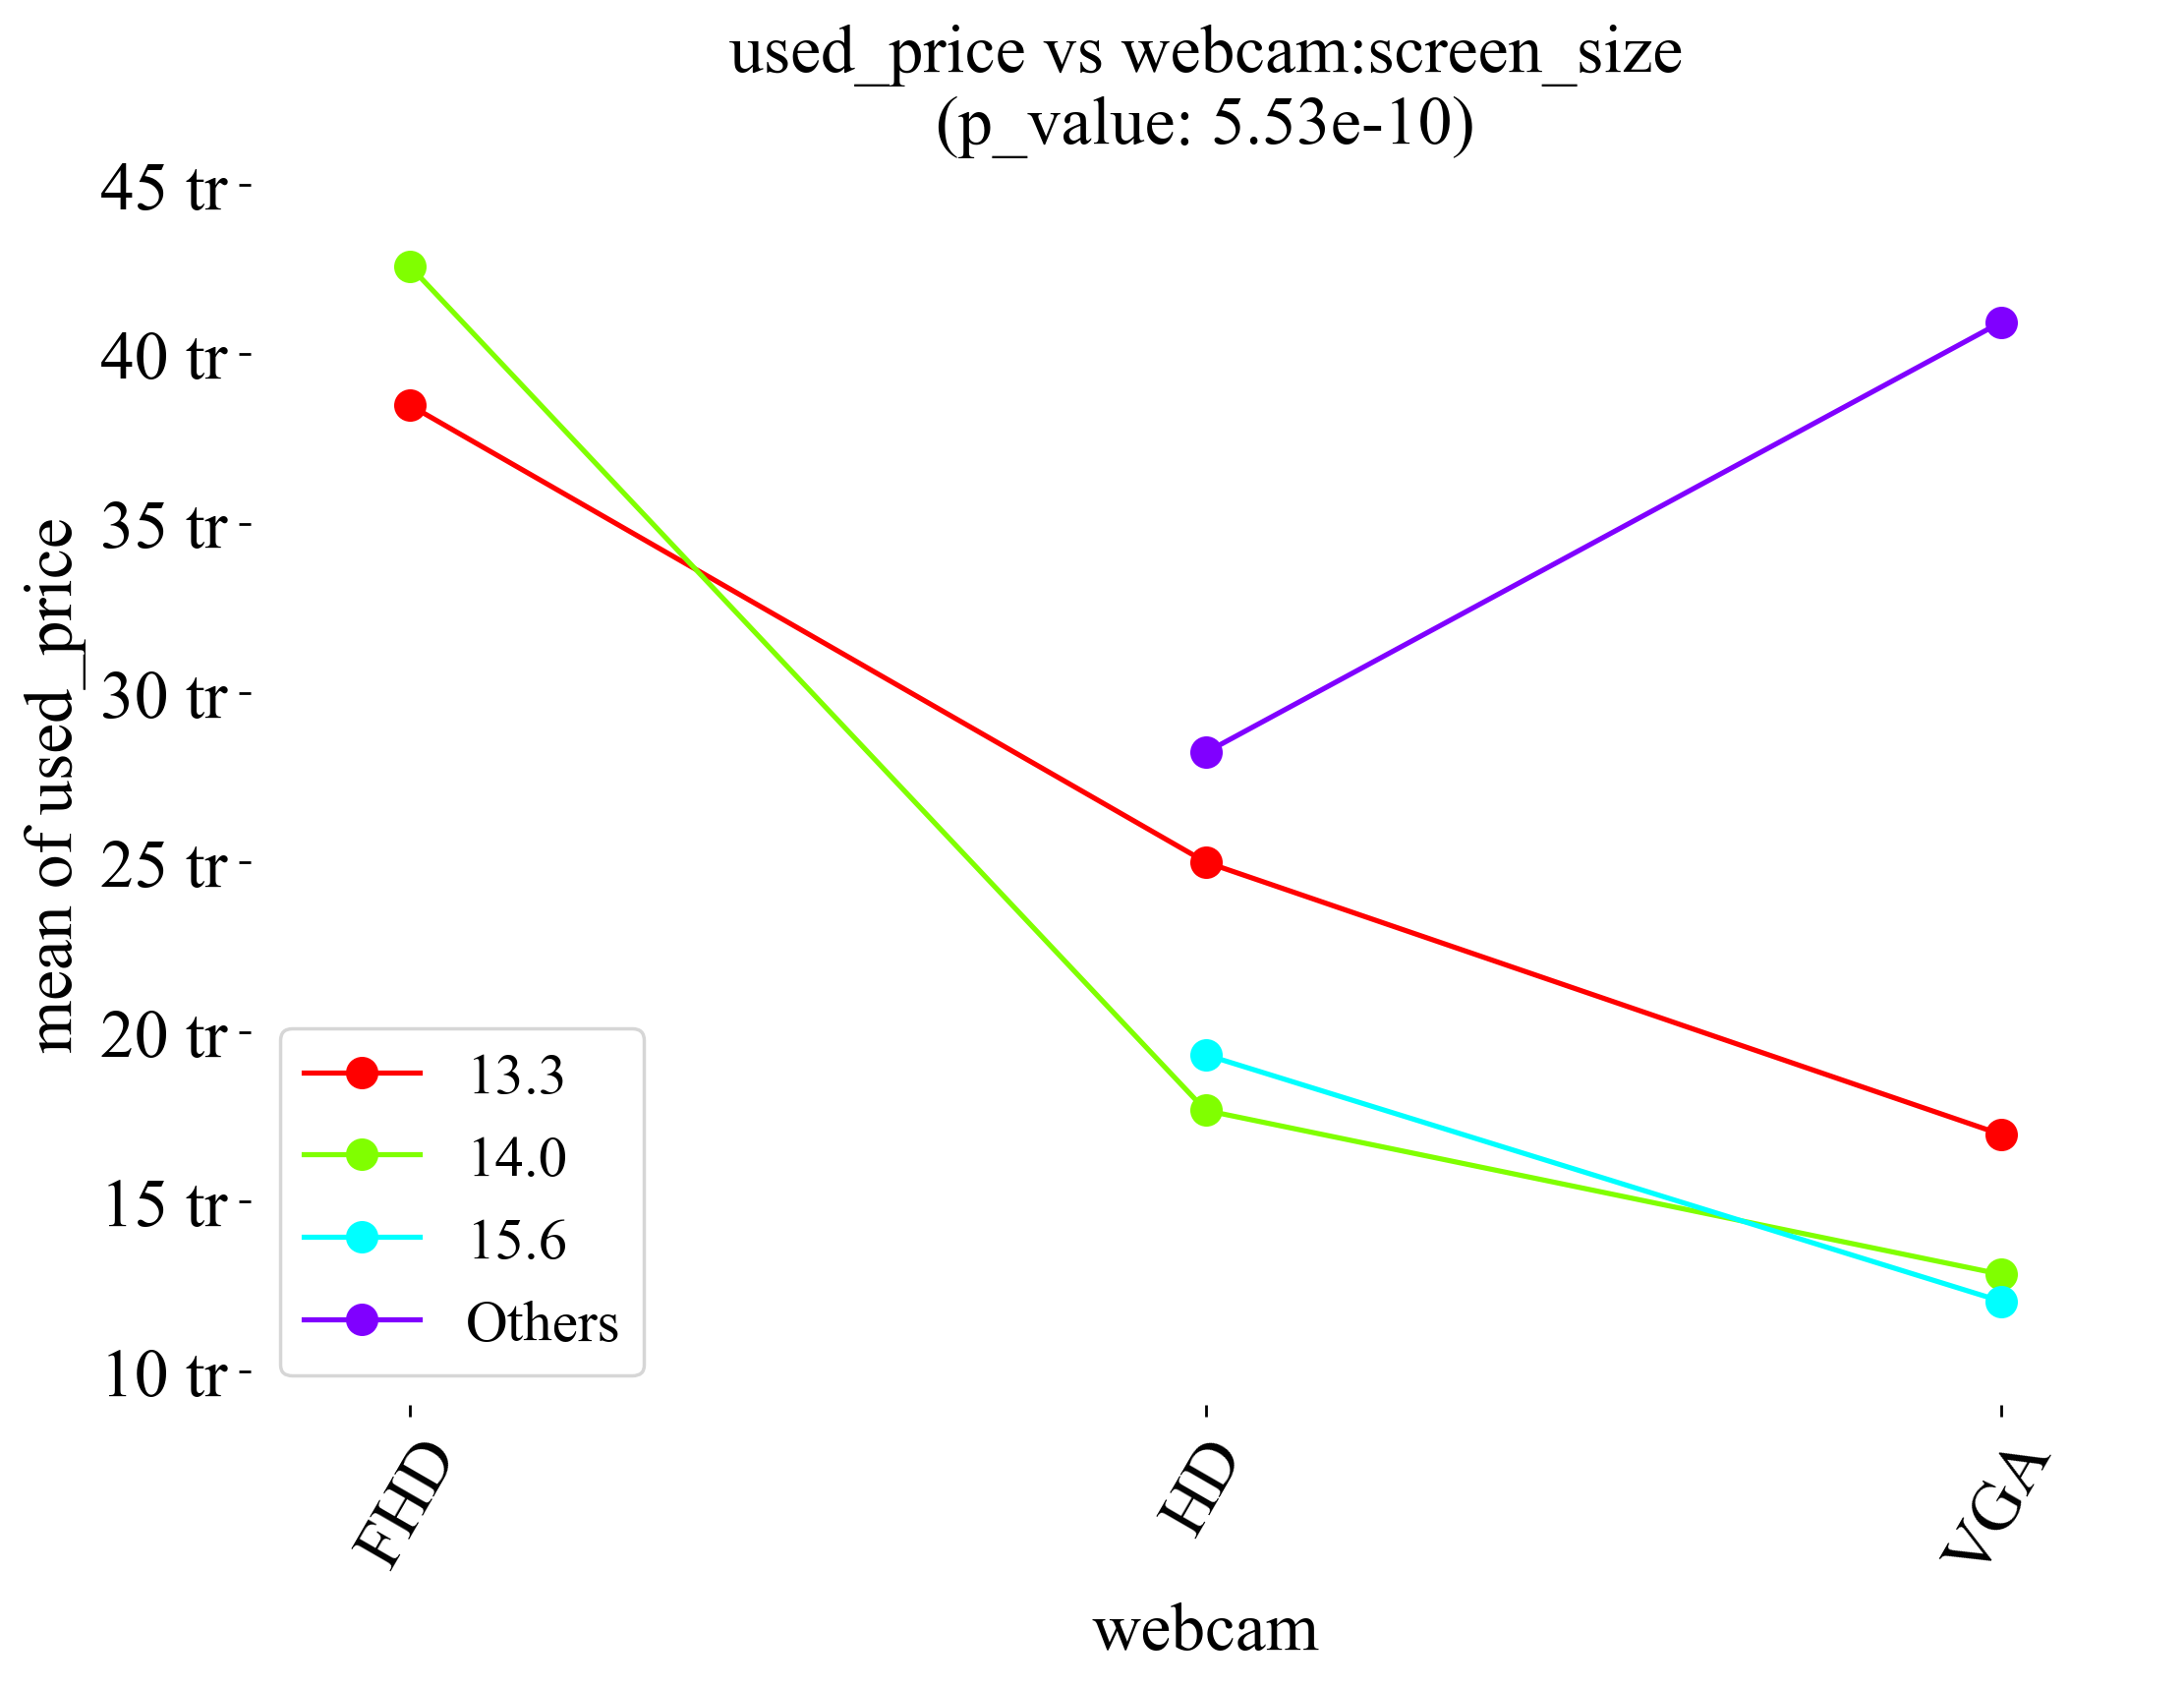 used_price vs webcam:screen_size
(p_value: 5.53e-10)
mean of used_price
45 tr
40 tr
35 tr
30 tr
25 tr
20 tr
15 tr
10 tr
13.3
14.0
15.6
Others
FHD
HD
VGA
webcam